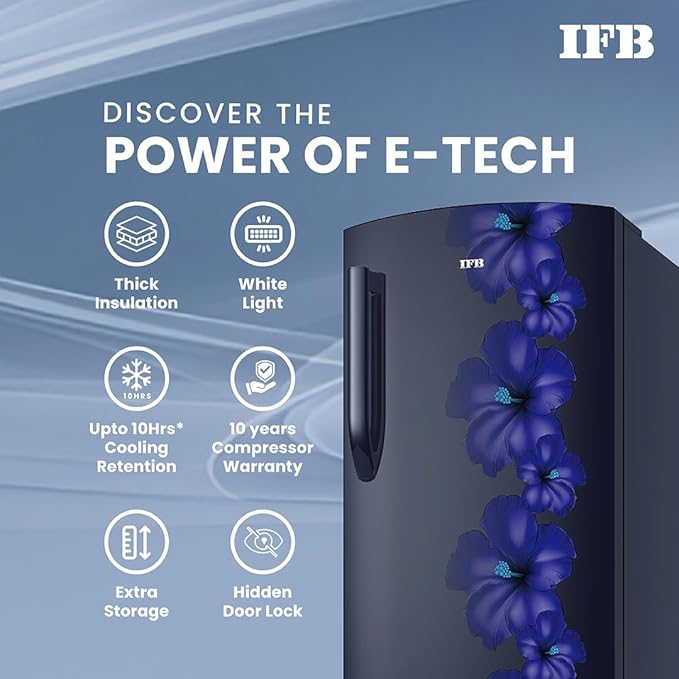 IFB
DISCOVER THE
POWER OF E-TECH
Thick
Insulation
White
Light
10HRS
Upto 10Hrs*
Cooling
Retention
10 years
Compressor
Warranty
Extra
Storage
Hidden
Door Lock
IFB